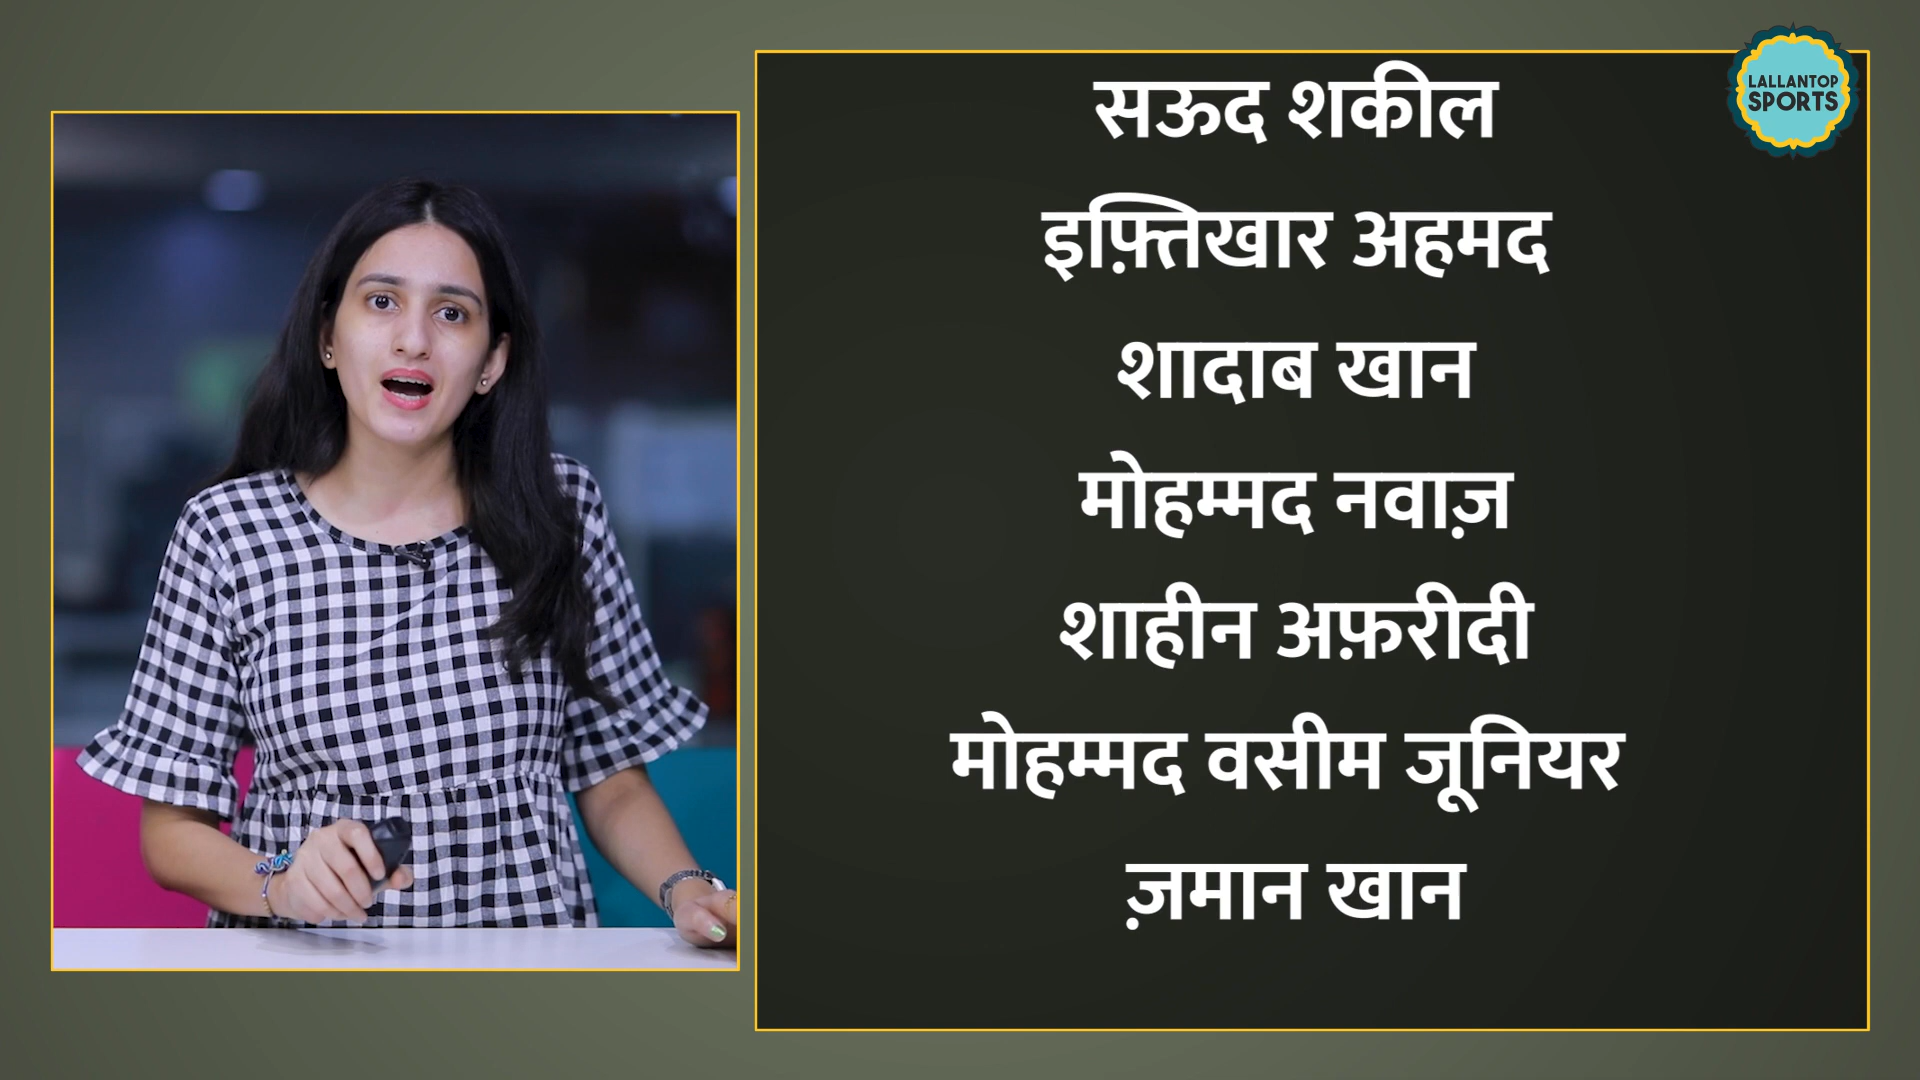 LALLANTOP
SPORTS
सऊद शकील
इफ़्तिखार अहमद
शादाब खान
मोहम्मद नवाज़
शाहीन अफ़रीदी
मोहम्मद वसीम जूनियर
ज़मान खान